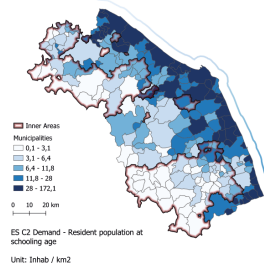 Inner Areas
Municipalities
0,1 - 3,1
3,1 - 6,4
6,4 - 11,8
11,8 - 28
28 - 172,1
0 10 20 km
ES C2 Demand - Resident population at
schooling age
Unit: Inhab / km2